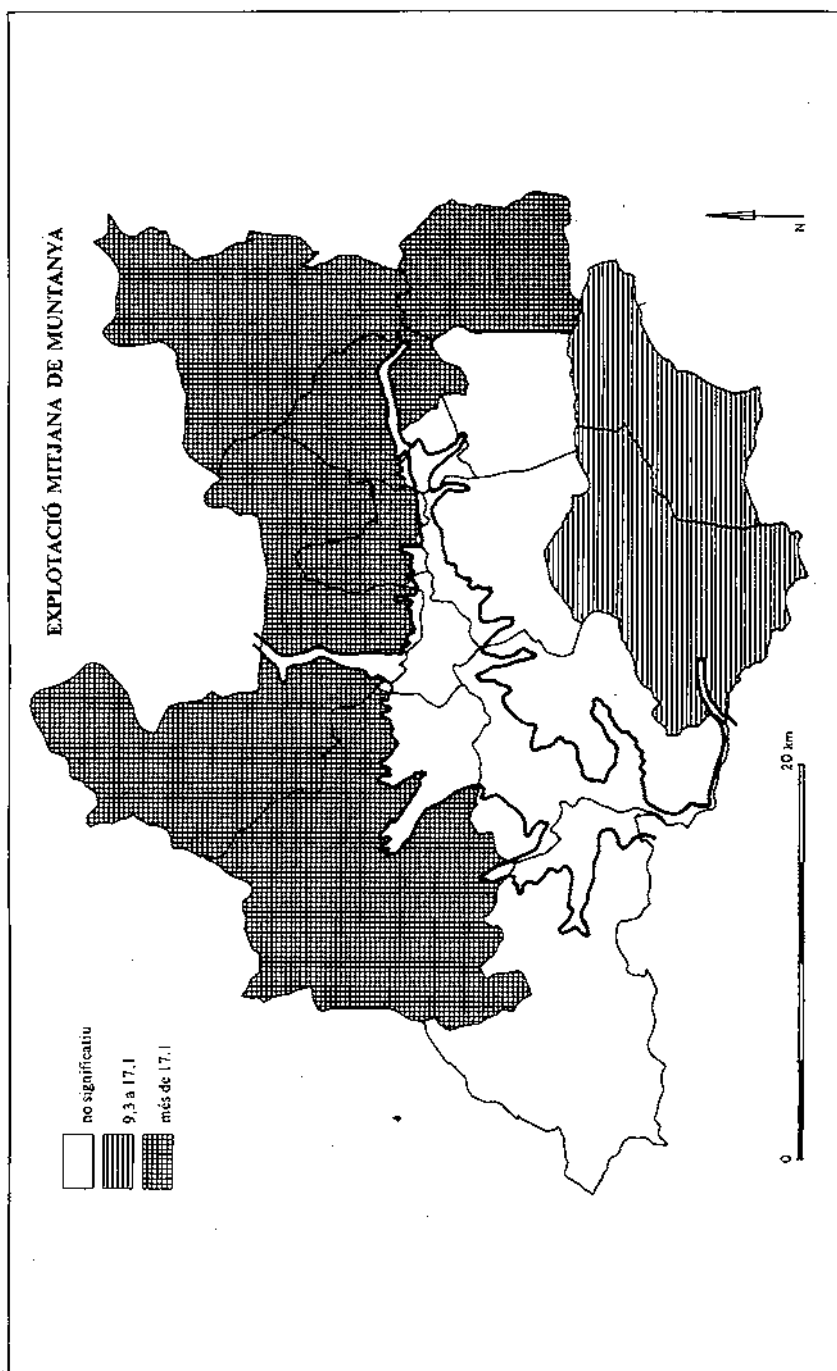 EXPLOTACIÓ MITJANA DE MUNTANYA
no significatiu
9,3 a 17,1
més de 17,1
0
20 km
N